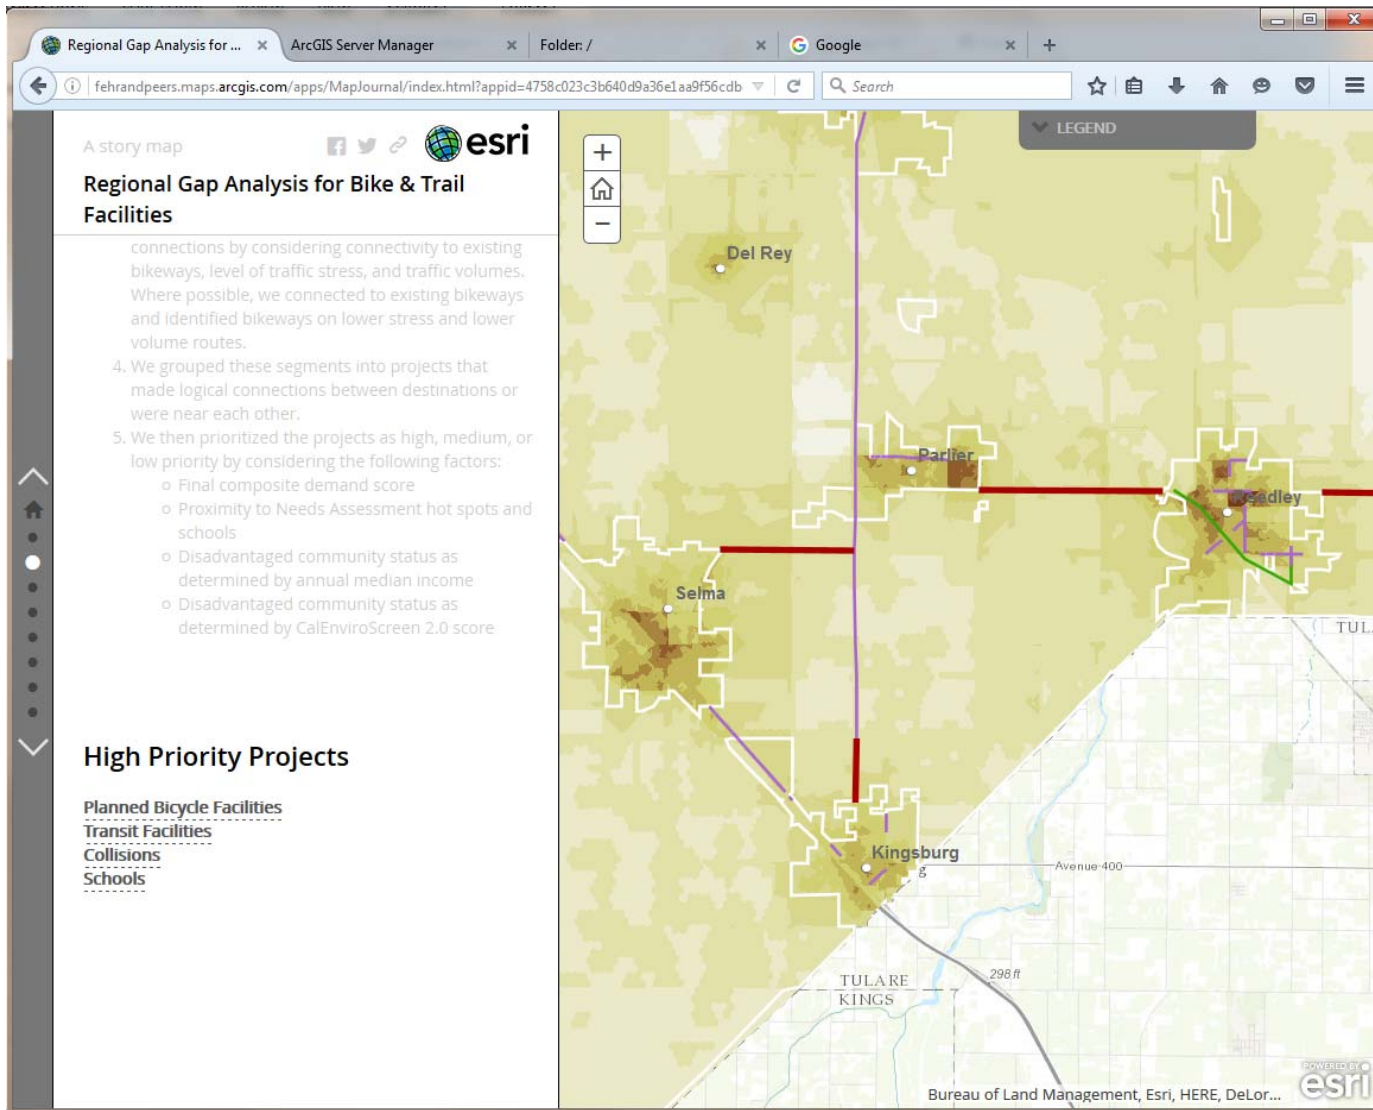 Regional Gap Analysis for ...
ArcGIS Server Manager
Folder: /
Google
fehrandpeers.maps.arcgis.com/apps/MapJournal/index.html?appid=4758c023c3b640d9a36e1aa9f56cdb
Search
A story map
esri
Regional Gap Analysis for Bike & Trail
Facilities
connections by considering connectivity to existing
bikeways, level of traffic stress, and traffic volumes.
Where possible, we connected to existing bikeways
and identified bikeways on lower stress and lower
volume routes.
4. We grouped these segments into projects that
made logical connections between destinations or
were near each other.
5. We then prioritized the projects as high, medium, or
low priority by considering the following factors:
Final composite demand score
Proximity to Needs Assessment hot spots and
schools
Disadvantaged community status as
determined by annual median income
Disadvantaged community status as
determined by CalEnviroScreen 2.0 score
High Priority Projects
Planned Bicycle Facilities
Transit Facilities
Collisions
Schools
LEGEND
Del Rey
Parlier
Reedley
Selma
TUL
Kingsburg
g
Avenue 400
298 ft
TULARE
KINGS
POWERED BY
esri
Bureau of Land Management, Esri, HERE, DeLor...